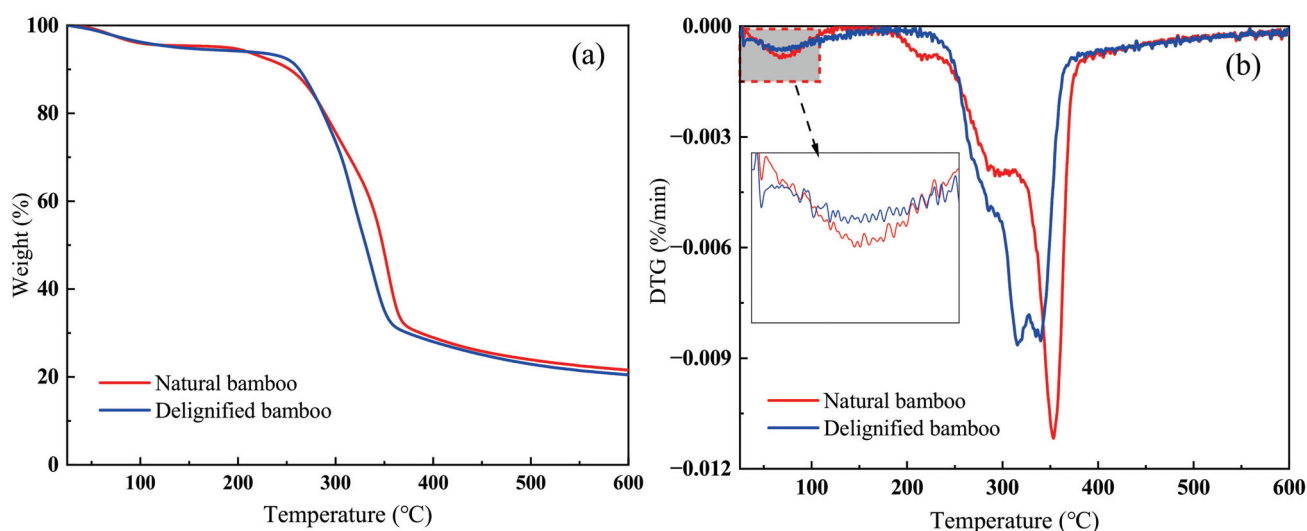 (a)
Weight (%)
100
80
60
40
20
0
Natural bamboo
Delignified bamboo
100
200
300
400
500
600
Temperature (℃)
(b)
DTG (%/min)
0.000
−0.003
−0.006
−0.009
−0.012
Natural bamboo
Delignified bamboo
100
200
300
400
500
600
Temperature (℃)